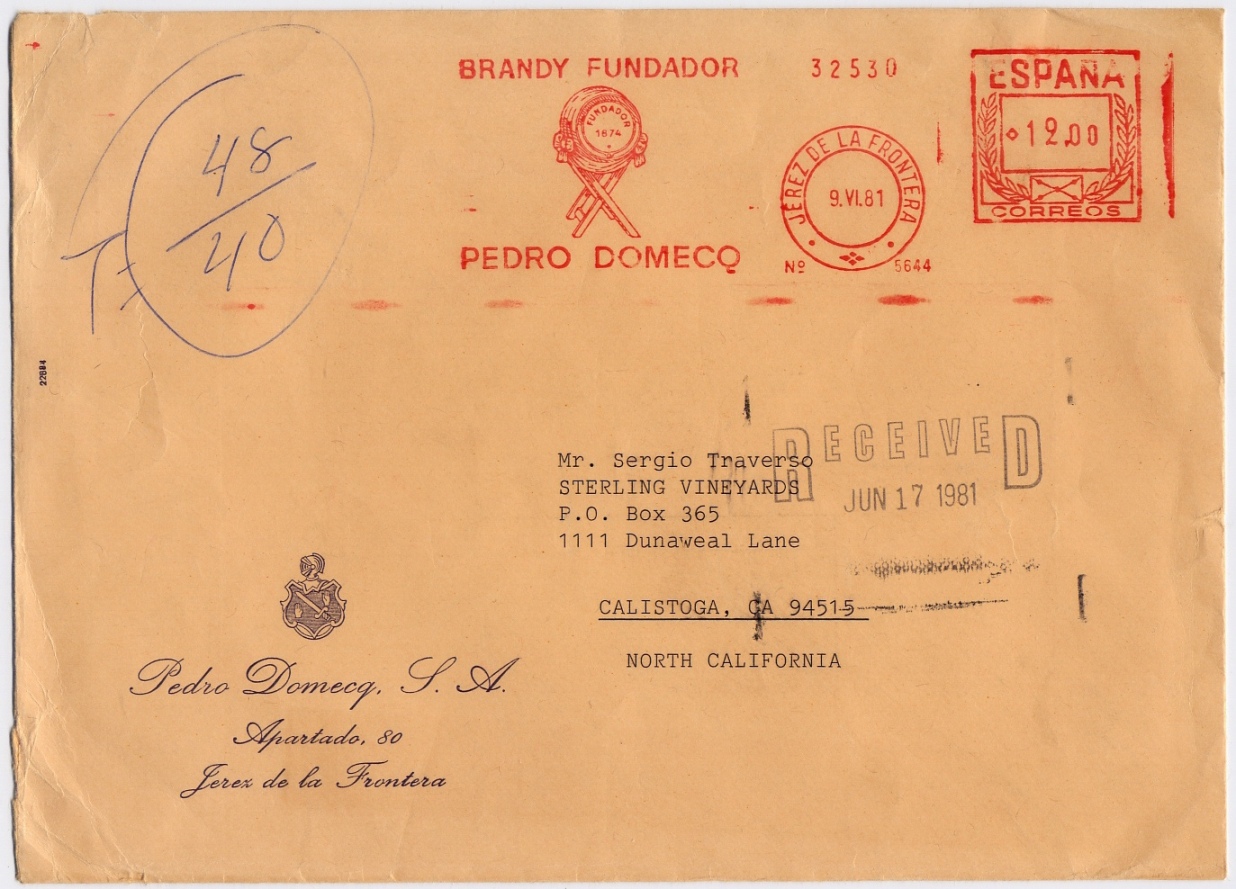 BRANDY FUNDADOR
FUNDADOR
1874
PEDRO DOMECQ
32530
JEREZ DE LA FRONTERA
9.VI.81
Nº 5644
ESPAÑA
12,00
CORREOS
T
48
40
22684
RECEIVED
JUN 17 1981
Mr. Sergio Traverso
STERLING VINEYARDS
P.O. Box 365
1111 Dunaweal Lane
CALISTOGA, CA 94515
NORTH CALIFORNIA
Pedro Domecq, S. A.
Apartado, 80
Jerez de la Frontera